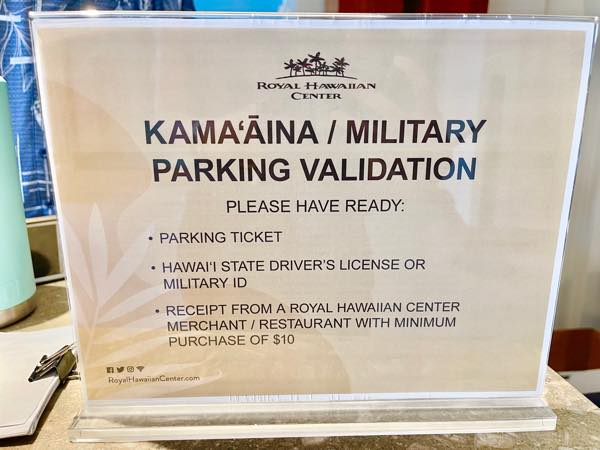 ROYAL HAWAIIAN
CENTER
KAMAʻĀINA / MILITARY
PARKING VALIDATION
PLEASE HAVE READY:
• PARKING TICKET
• HAWAIʻI STATE DRIVER'S LICENSE OR
MILITARY ID
• RECEIPT FROM A ROYAL HAWAIIAN CENTER
MERCHANT / RESTAURANT WITH MINIMUM
PURCHASE OF $10
RoyalHawaiianCenter.com